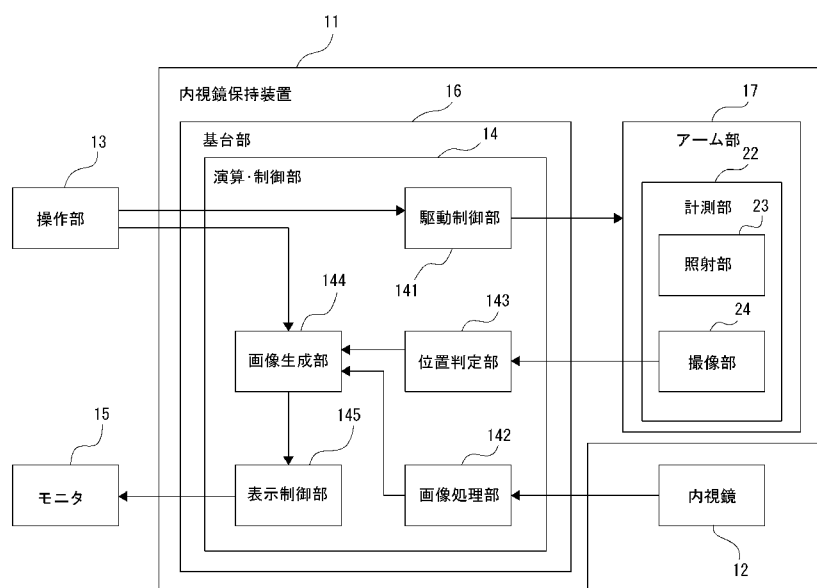 11
内視鏡保持装置
16
17
基台部
アーム部
13
14
22
演算・制御部
計測部
操作部
駆動制御部
23
照射部
141
144
143
24
画像生成部
位置判定部
撮像部
15
145
142
モニタ
表示制御部
画像処理部
内視鏡
12